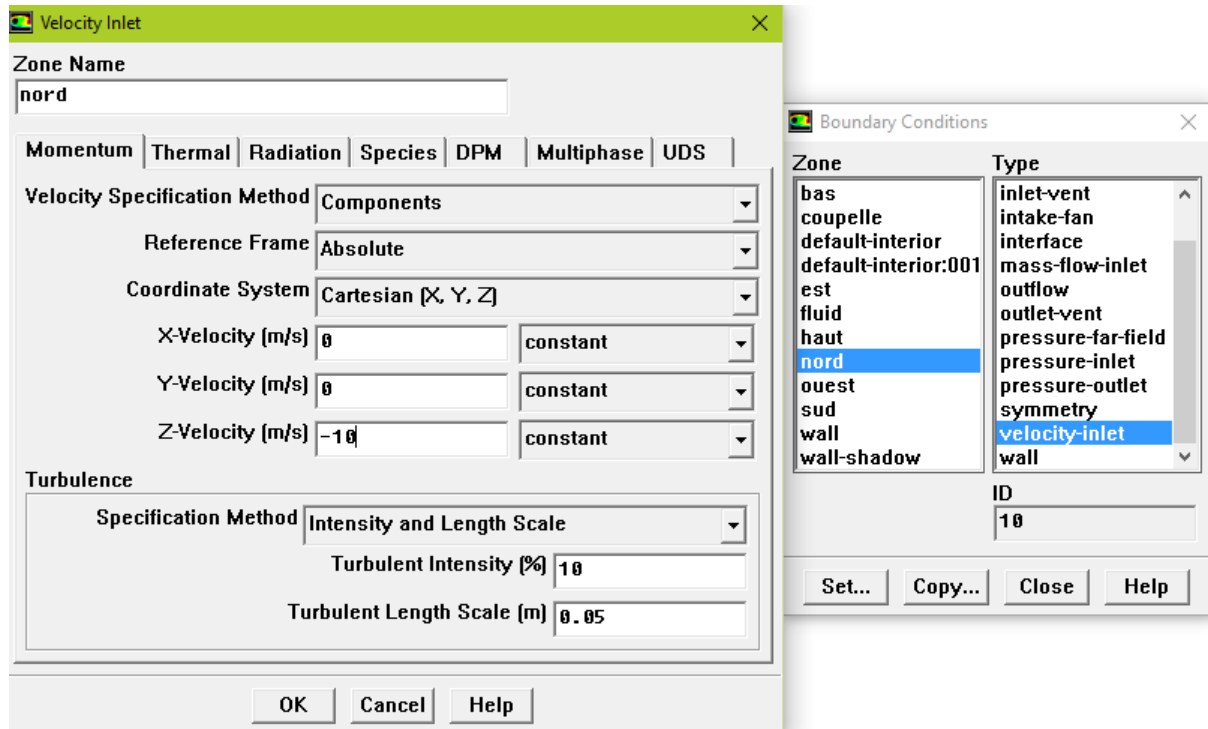 Velocity Inlet
Zone Name
nord
Momentum Thermal Radiation Species DPM Multiphase UDS
Velocity Specification Method Components
Reference Frame Absolute
Coordinate System Cartesian (X, Y, Z)
X-Velocity (m/s) 0 constant
Y-Velocity (m/s) 0 constant
Z-Velocity (m/s) -10 constant
Turbulence
Specification Method Intensity and Length Scale
Turbulent Intensity (%) 10
Turbulent Length Scale (m) 0.05
OK Cancel Help
Boundary Conditions
Zone
bas
coupelle
default-interior
default-interior:001
est
fluid
haut
nord
ouest
sud
wall
wall-shadow
Type
inlet-vent
intake-fan
interface
mass-flow-inlet
outflow
outlet-vent
pressure-far-field
pressure-inlet
pressure-outlet
symmetry
velocity-inlet
wall
ID
10
Set... Copy... Close Help